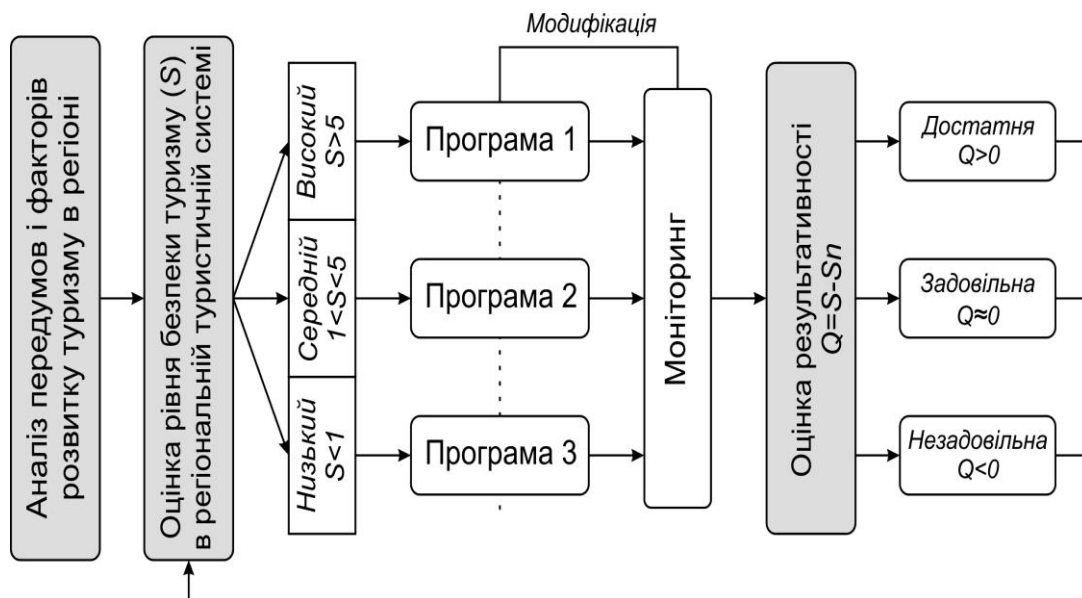 Модифікація
Аналіз передумов і факторів
розвитку туризму в регіоні
Оцінка рівня безпеки туризму (S)
в регіональній туристичній системі
Високий
S>5
Середній
1<S<5
Низький
S<1
Програма 1
Програма 2
Програма 3
Моніторинг
Оцінка результативності
Q=S-Sn
Достатня
Q>0
Задовільна
Q≈0
Незадовільна
Q<0